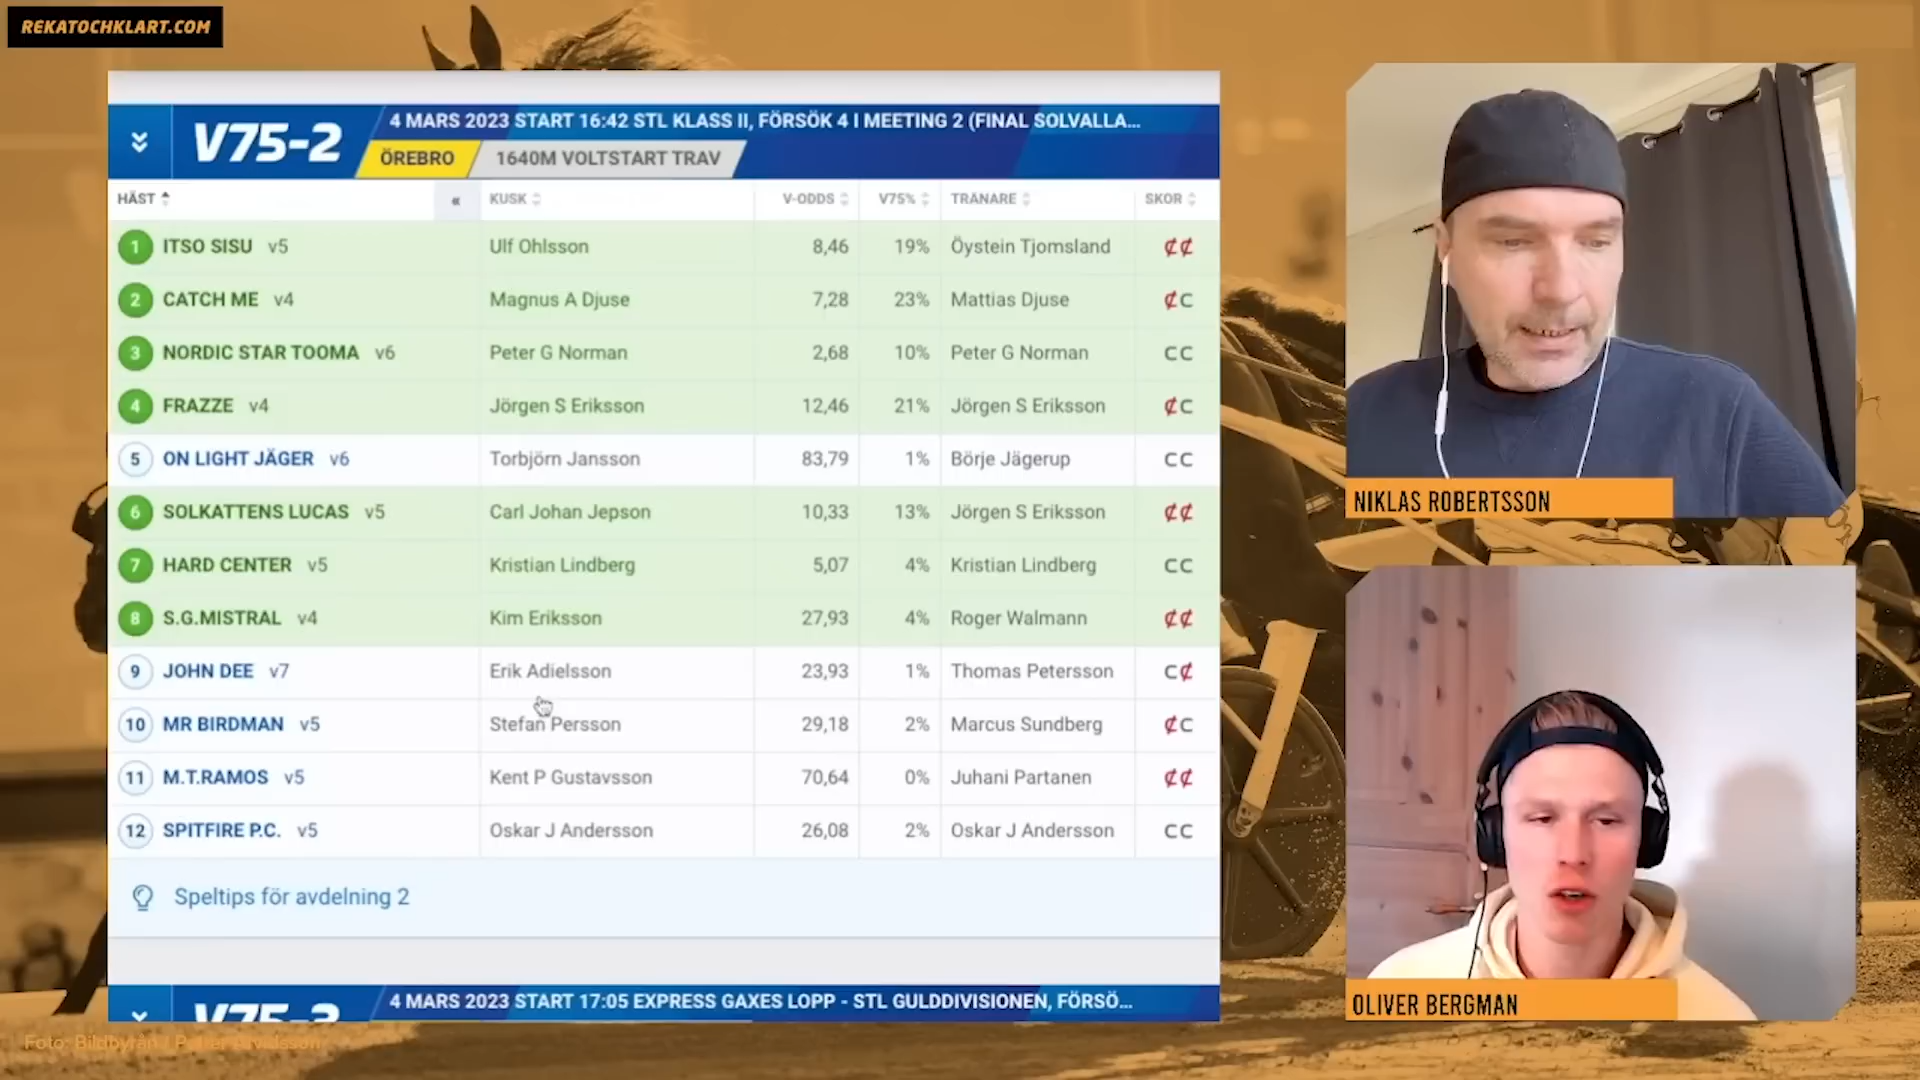 REKATOCHKLART.COM
V75-2
4 MARS 2023 START 16:42 STL KLASS II, FÖRSÖK 4 I MEETING 2 (FINAL SOLVALLA...
ÖREBRO 1640M VOLTSTART TRAV
HÄST « KUSK V-ODDS V75% TRÄNARE SKOR
1 ITSO SISU v5 Ulf Ohlsson 8,46 19% Öystein Tjomsland ₵₵
2 CATCH ME v4 Magnus A Djuse 7,28 23% Mattias Djuse ₵C
3 NORDIC STAR TOOMA v6 Peter G Norman 2,68 10% Peter G Norman CC
4 FRAZZE v4 Jörgen S Eriksson 12,46 21% Jörgen S Eriksson ₵C
5 ON LIGHT JÄGER v6 Torbjörn Jansson 83,79 1% Börje Jägerup CC
6 SOLKATTENS LUCAS v5 Carl Johan Jepson 10,33 13% Jörgen S Eriksson ₵₵
7 HARD CENTER v5 Kristian Lindberg 5,07 4% Kristian Lindberg CC
8 S.G.MISTRAL v4 Kim Eriksson 27,93 4% Roger Walmann ₵₵
9 JOHN DEE v7 Erik Adielsson 23,93 1% Thomas Petersson C₵
10 MR BIRDMAN v5 Stefan Persson 29,18 2% Marcus Sundberg ₵C
11 M.T.RAMOS v5 Kent P Gustavsson 70,64 0% Juhani Partanen ₵₵
12 SPITFIRE P.C. v5 Oskar J Andersson 26,08 2% Oskar J Andersson CC
Speltips för avdelning 2
4 MARS 2023 START 17:05 EXPRESS GAXES LOPP - STL GULDDIVISIONEN, FÖRSÖ...
NIKLAS ROBERTSSON
OLIVER BERGMAN
Foto: Bildbyrån /